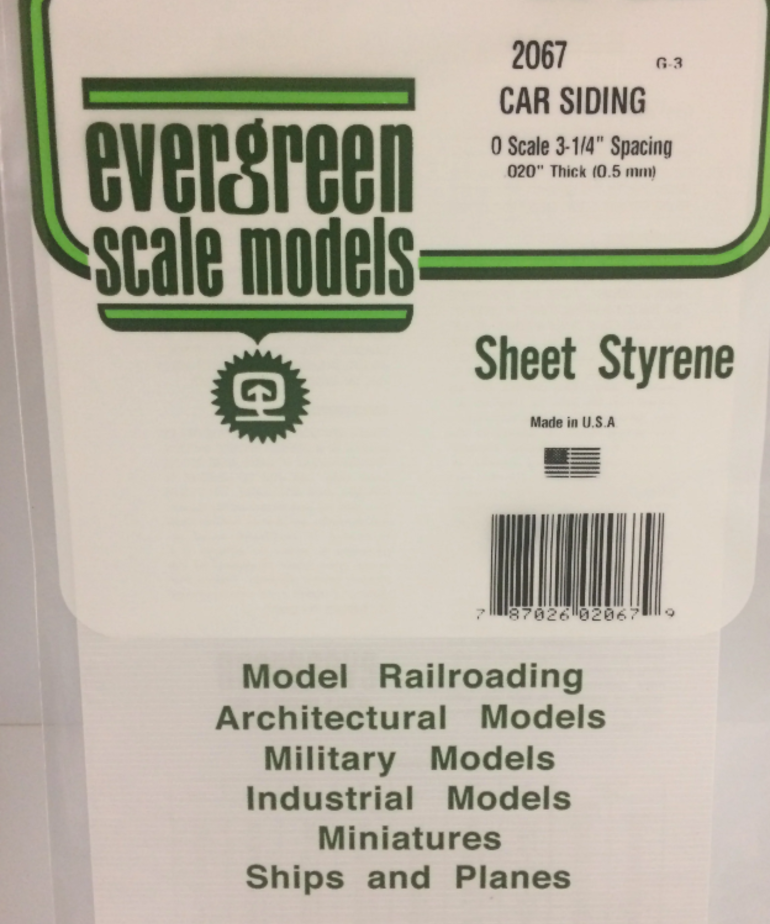 2067 G-3
CAR SIDING
O Scale 3-1/4" Spacing
.020" Thick (0.5 mm)
evergreen
scale models
Sheet Styrene
Made in U.S.A
7 87026 02067 9
Model Railroading
Architectural Models
Military Models
Industrial Models
Miniatures
Ships and Planes